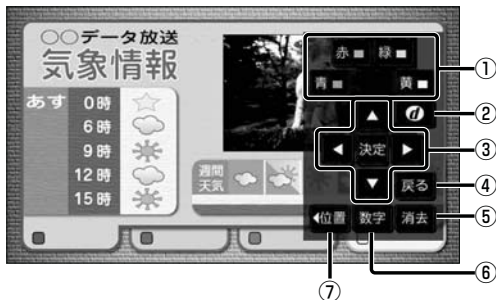 ○○データ放送
気象情報
あす 0時
6時
9時
12時
15時
週間
天気
赤 緑
青 黄
d
決定
戻る
位置 数字 消去
①
②
③
④
⑤
⑥
⑦